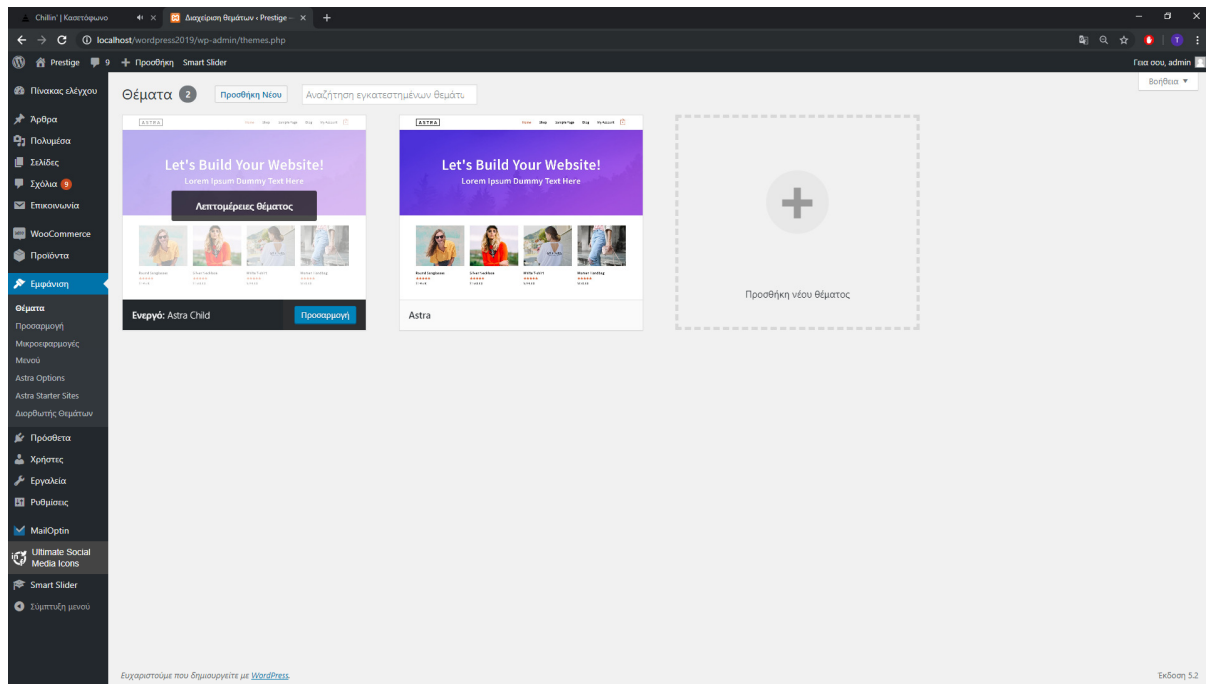 Chillin' | Κασετόφωνο
Διαχείριση θεμάτων ‹ Prestige —
localhost/wordpress2019/wp-admin/themes.php
T
Prestige 9 Προσθήκη Smart Slider
Γεια σου, admin
Βοήθεια
Θέματα 2 Προσθήκη Νέου Αναζήτηση εγκατεστημένων θεμάτω
Πίνακας ελέγχου
Άρθρα
Πολυμέσα
Σελίδες
Σχόλια 9
Επικοινωνία
WooCommerce
Προϊόντα
Εμφάνιση
Θέματα
Προσαρμογή
Μικροεφαρμογές
Μενού
Astra Options
Astra Starter Sites
Διορθωτής Θεμάτων
Πρόσθετα
Χρήστες
Εργαλεία
Ρυθμίσεις
MailOptin
Ultimate Social
Media Icons
Smart Slider
Σύμπτυξη μενού
ASTRA
Let's Build Your Website!
Lorem Ipsum Dummy Text Here
Λεπτομέρειες θέματος
Ενεργό: Astra Child Προσαρμογή
ASTRA
Let's Build Your Website!
Lorem Ipsum Dummy Text Here
Astra
Προσθήκη νέου θέματος
Ευχαριστούμε που δημιουργείτε με WordPress.
Έκδοση 5.2